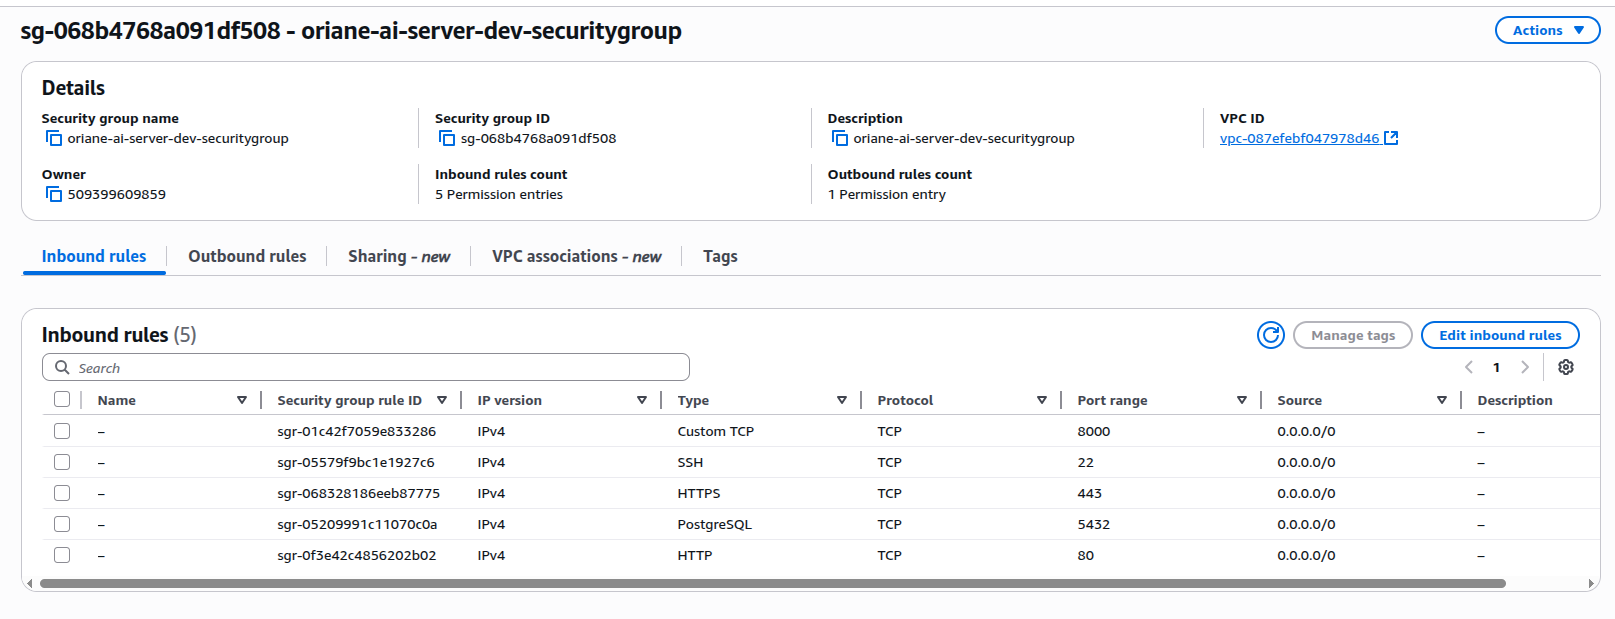 sg-068b4768a091df508 - oriane-ai-server-dev-securitygroup
Actions
Details
Security group name
oriane-ai-server-dev-securitygroup
Security group ID
sg-068b4768a091df508
Description
oriane-ai-server-dev-securitygroup
VPC ID
vpc-087efebf047978d46
Owner
509399609859
Inbound rules count
5 Permission entries
Outbound rules count
1 Permission entry
Inbound rules Outbound rules Sharing - new VPC associations - new Tags
Inbound rules (5)
Manage tags
Edit inbound rules
Search
1
Name Security group rule ID IP version Type Protocol Port range Source Description
– sgr-01c42f7059e833286 IPv4 Custom TCP TCP 8000 0.0.0.0/0 –
– sgr-05579f9bc1e1927c6 IPv4 SSH TCP 22 0.0.0.0/0 –
– sgr-068328186eeb87775 IPv4 HTTPS TCP 443 0.0.0.0/0 –
– sgr-05209991c11070c0a IPv4 PostgreSQL TCP 5432 0.0.0.0/0 –
– sgr-0f3e42c4856202b02 IPv4 HTTP TCP 80 0.0.0.0/0 –